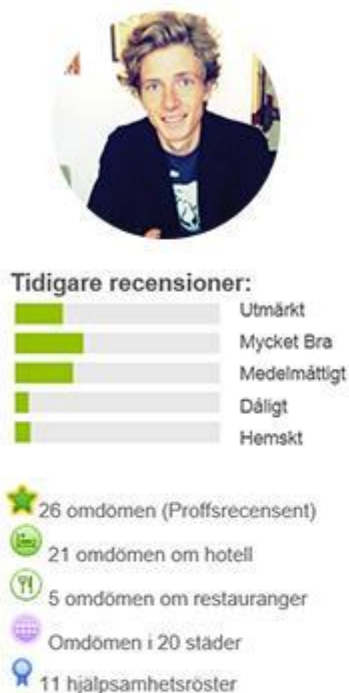 Tidigare recensioner:
Utmärkt
Mycket Bra
Medelmåttigt
Dåligt
Hemskt
26 omdömen (Proffsrecensent)
21 omdömen om hotell
5 omdömen om restauranger
Omdömen i 20 städer
11 hjälpsamhetsröster